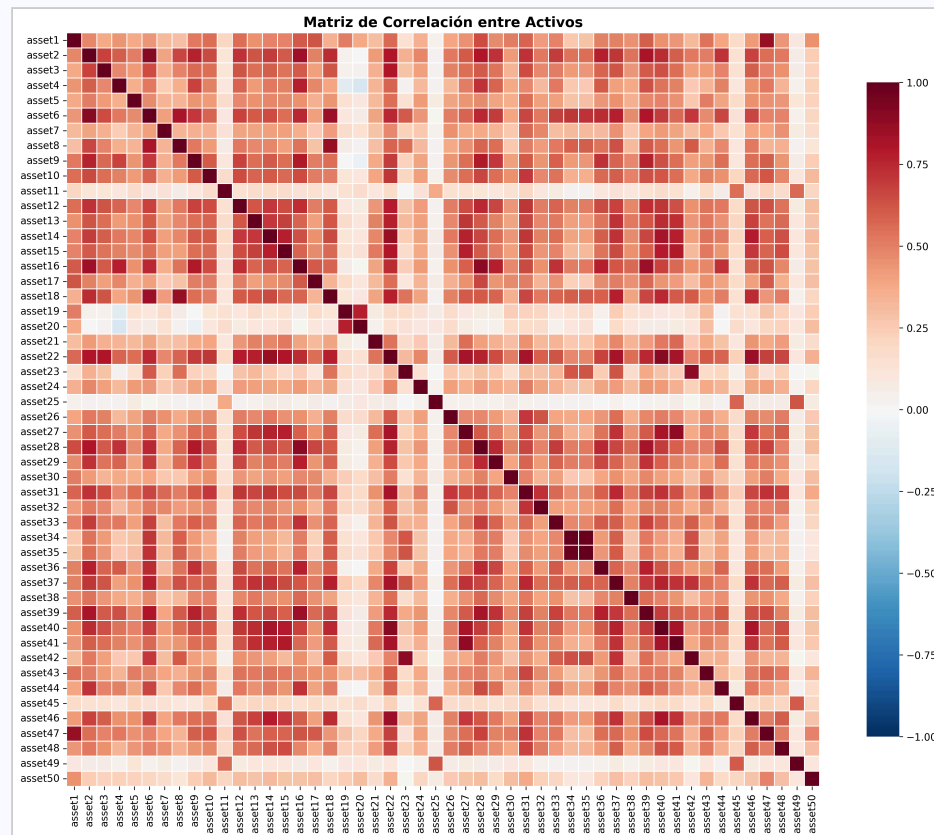 Matriz de Correlación entre Activos
asset1
asset2
asset3
asset4
asset5
asset6
asset7
asset8
asset9
asset10
asset11
asset12
asset13
asset14
asset15
asset16
asset17
asset18
asset19
asset20
asset21
asset22
asset23
asset24
asset25
asset26
asset27
asset28
asset29
asset30
asset31
asset32
asset33
asset34
asset35
asset36
asset37
asset38
asset39
asset40
asset41
asset42
asset43
asset44
asset45
asset46
asset47
asset48
asset49
asset50
asset1
asset2
asset3
asset4
asset5
asset6
asset7
asset8
asset9
asset10
asset11
asset12
asset13
asset14
asset15
asset16
asset17
asset18
asset19
asset20
asset21
asset22
asset23
asset24
asset25
asset26
asset27
asset28
asset29
asset30
asset31
asset32
asset33
asset34
asset35
asset36
asset37
asset38
asset39
asset40
asset41
asset42
asset43
asset44
asset45
asset46
asset47
asset48
asset49
asset50
1.00
0.75
0.50
0.25
0.00
−0.25
−0.50
−0.75
−1.00